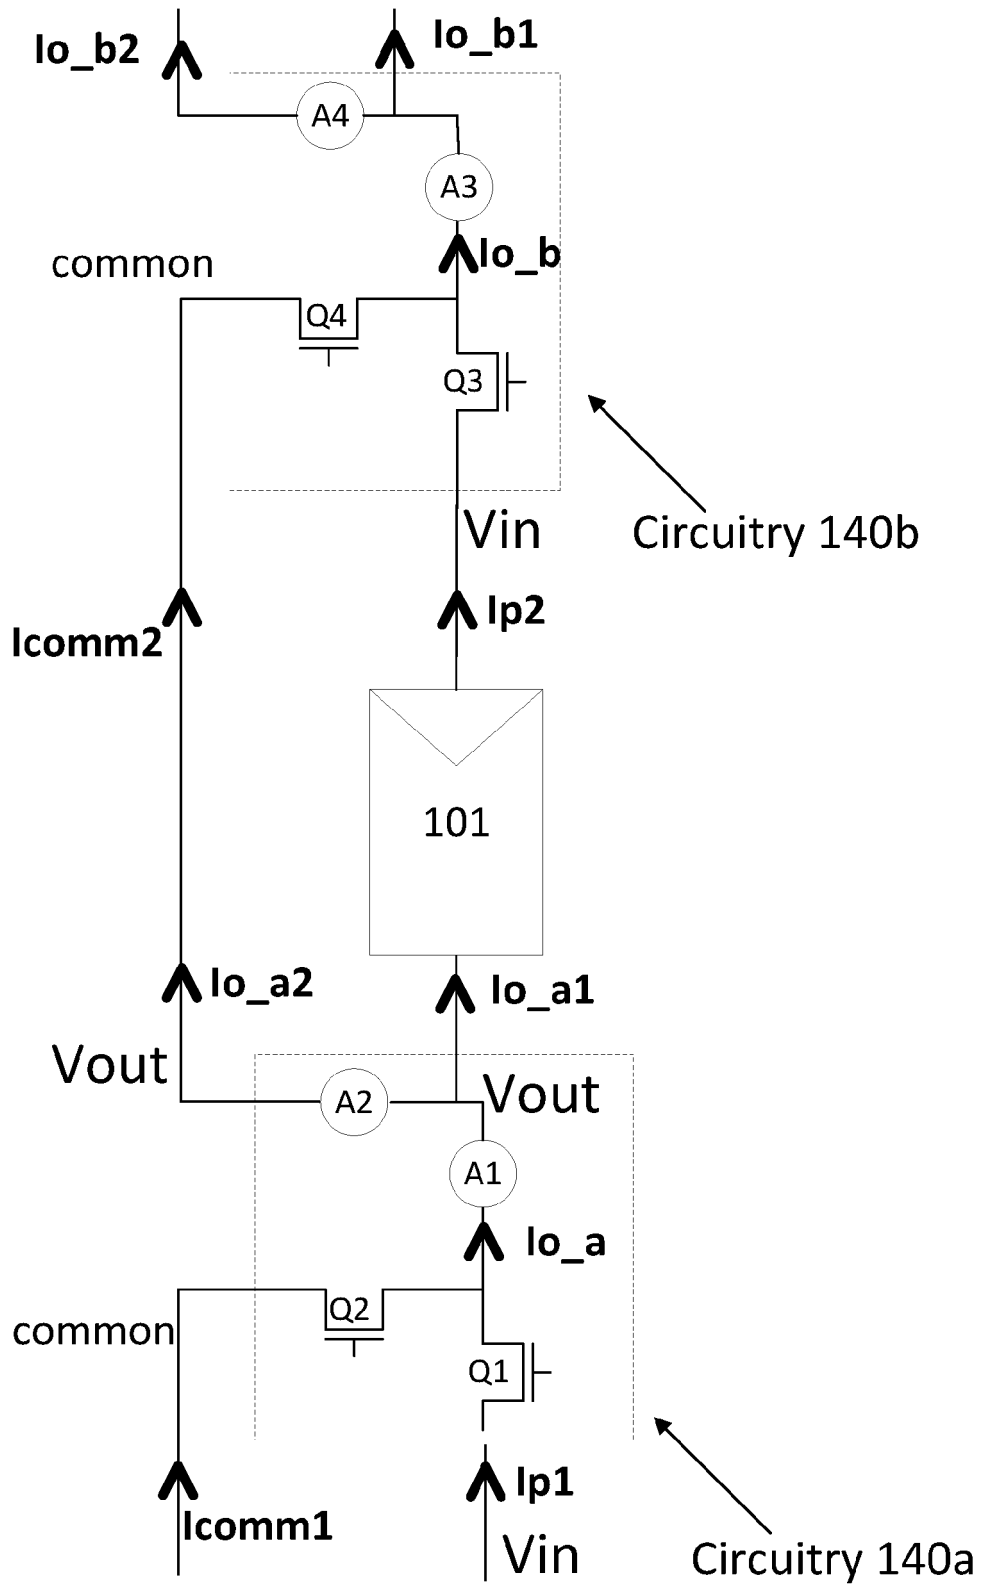 Io_b2
Io_b1
A4
A3
Io_b
common
Q4
Q3
Vin
Circuitry 140b
Ip2
Icomm2
101
Io_a2
Io_a1
Vout
Vout
A2
A1
Io_a
Q2
common
Q1
Ip1
Icomm1
Vin
Circuitry 140a